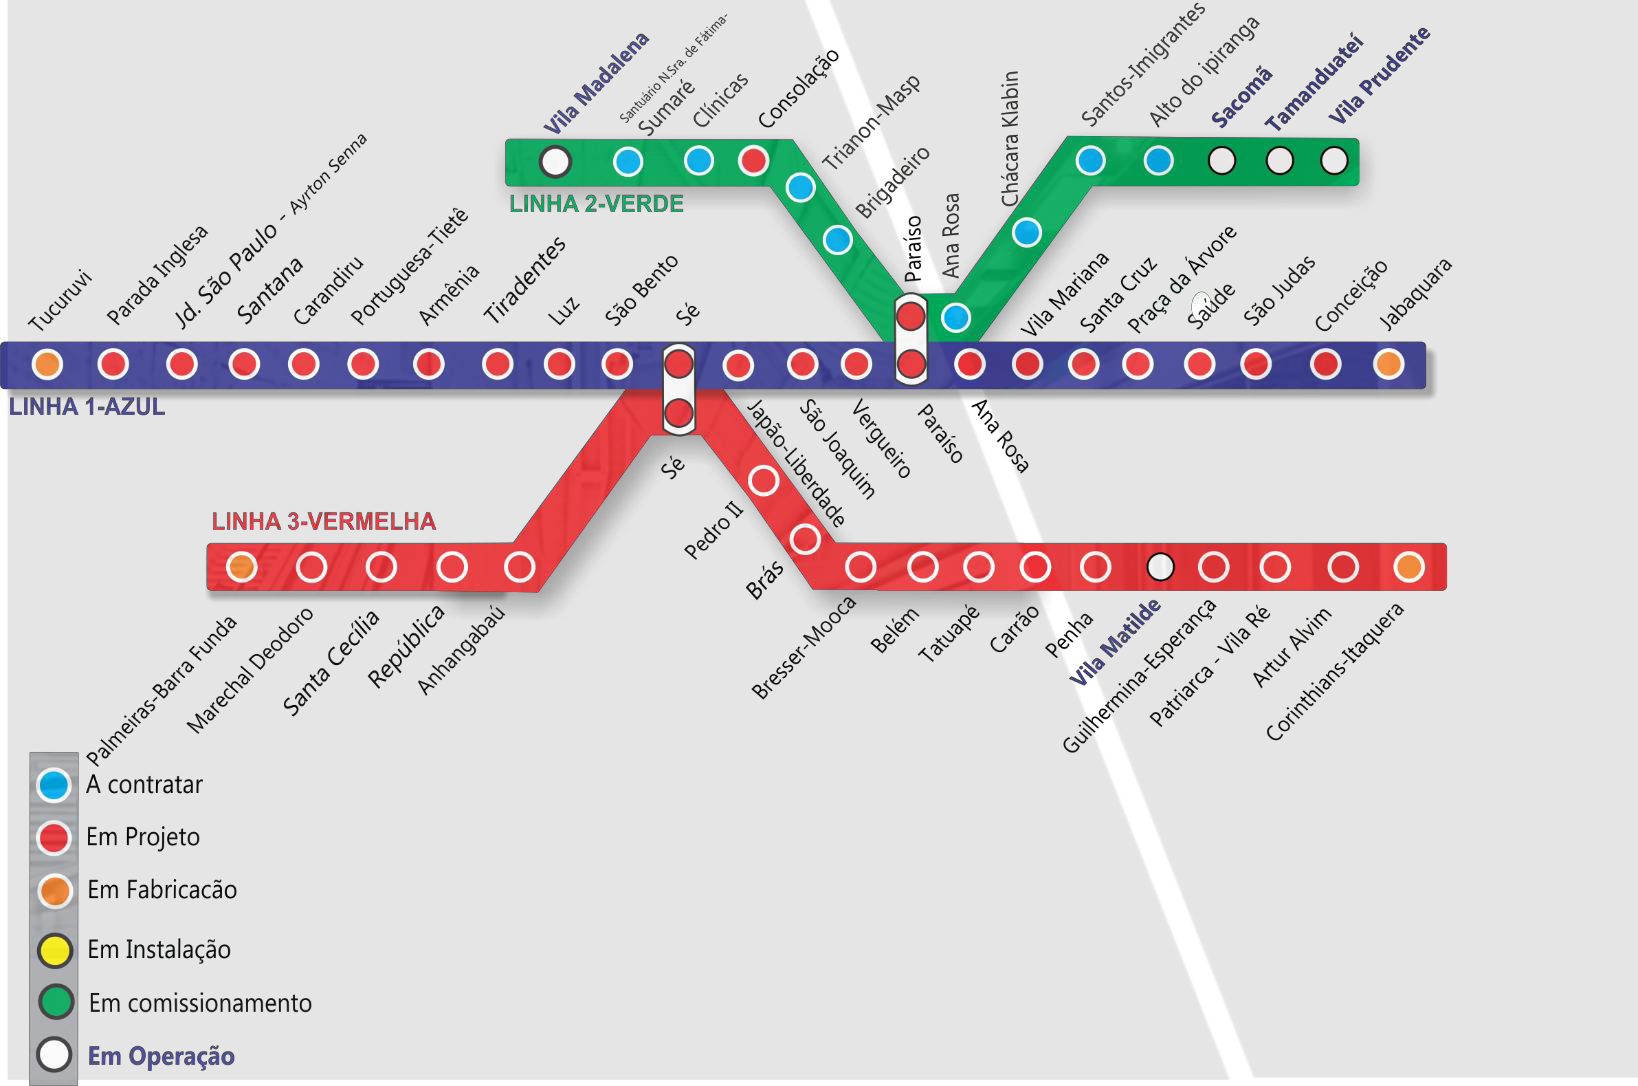 Vila Madalena
Santuário N.Sra. de Fátima-
Sumaré
Clínicas
Consolação
Trianon-Masp
Brigadeiro
Paraíso
Ana Rosa
Chácara Klabin
Santos-Imigrantes
Alto do ipiranga
Sacomã
Tamanduateí
Vila Prudente
LINHA 2-VERDE
Tucuruvi
Parada Inglesa
Jd. São Paulo - Ayrton Senna
Santana
Carandiru
Portuguesa-Tietê
Armênia
Tiradentes
Luz
São Bento
Sé
Vila Mariana
Santa Cruz
Praça da Árvore
Saúde
São Judas
Conceição
Jabaquara
LINHA 1-AZUL
Japão-Liberdade
São Joaquim
Vergueiro
Paraíso
Ana Rosa
Sé
LINHA 3-VERMELHA
Pedro II
Brás
Palmeiras-Barra Funda
Marechal Deodoro
Santa Cecília
República
Anhangabaú
Bresser-Mooca
Belém
Tatuapé
Carrão
Penha
Vila Matilde
Guilhermina-Esperança
Patriarca - Vila Ré
Artur Alvim
Corinthians-Itaquera
A contratar
Em Projeto
Em Fabricacão
Em Instalação
Em comissionamento
Em Operação